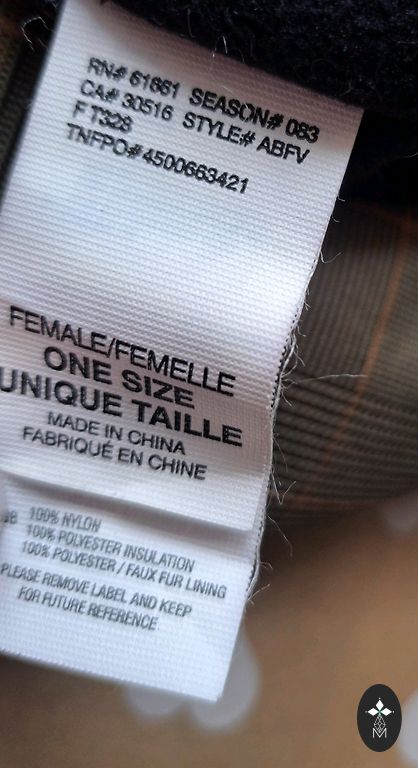 RN# 61661 SEASON# 083
CA# 30516 STYLE# ABFV
F T328
TNFPO#4500663421
FEMALE/FEMELLE
ONE SIZE
UNIQUE TAILLE
MADE IN CHINA
FABRIQUÉ EN CHINE
100% NYLON
100% POLYESTER INSULATION
100% POLYESTER / FAUX FUR LINING
PLEASE REMOVE LABEL AND KEEP
FOR FUTURE REFERENCE
M